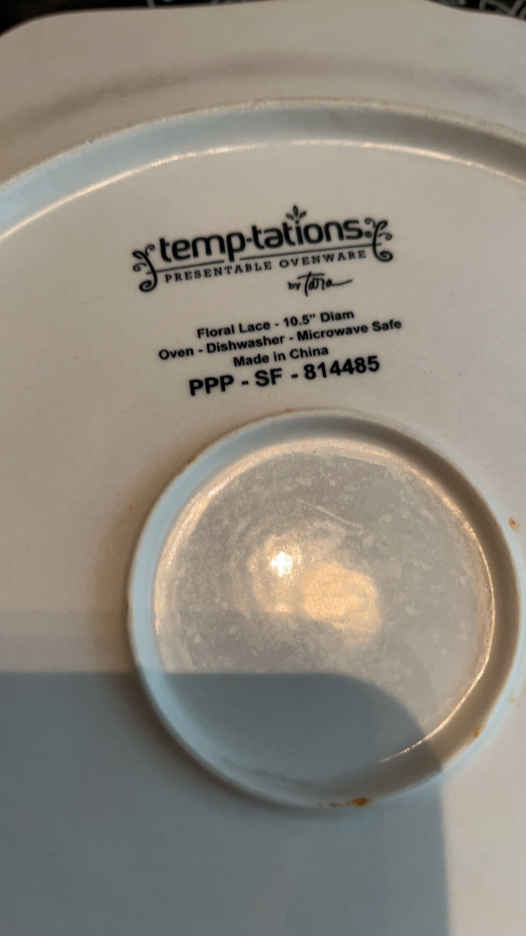 temp-tations
PRESENTABLE OVENWARE
by Tara
Floral Lace - 10.5" Diam
Oven - Dishwasher - Microwave Safe
Made in China
PPP - SF - 814485